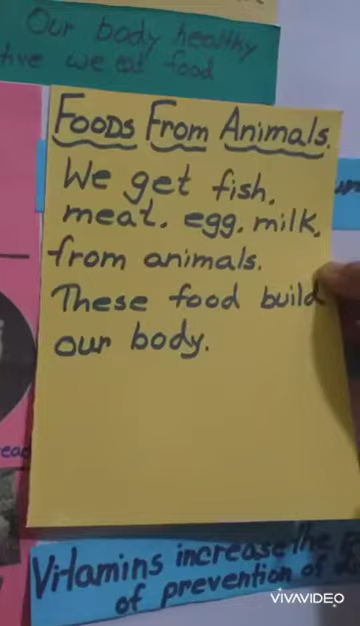 Our body healthy
we eat food
Foods From Animals.
We get fish.
meat. egg. milk.
from animals.
These food build
our body.
Vitamins increase the
of prevention of
VIVAVIDEO